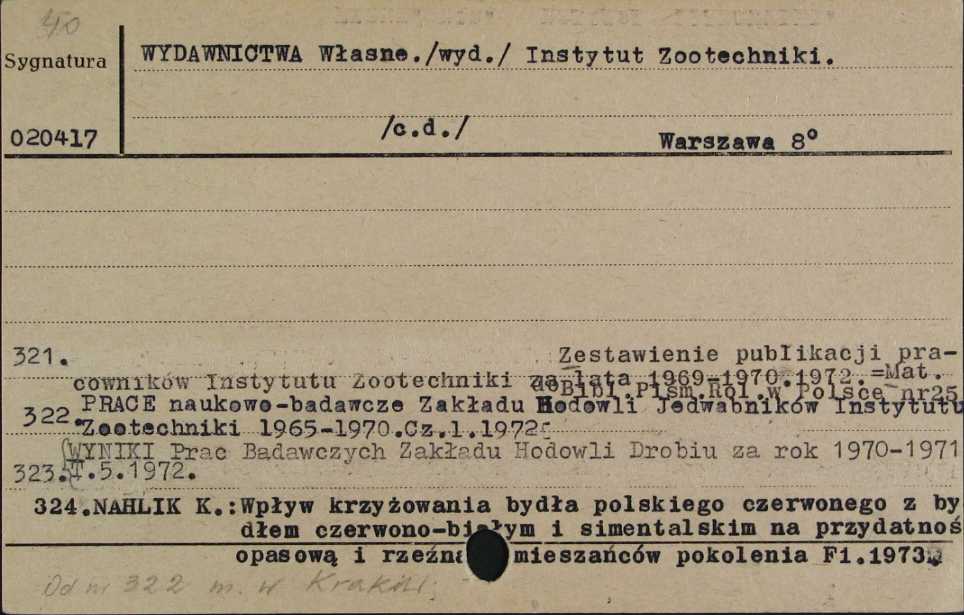 40
Sygnatura
WYDAWNICTWA Własne./wyd./ Instytut Zootechniki.
020417
/c.d./ Warszawa 8°
321. Zestawienie publikacji pra-
cowników Instytutu Zootechniki za lata 1969-1970.1972.=Mat.
doBibl.Piśm.Rol.w Polsce nr25
322. PRACE naukowo-badawcze Zakładu Hodowli Jedwabników Instytutu
Zootechniki 1965-1970.Cz.1.1972
WYNIKI Prac Badawczych Zakładu Hodowli Drobiu za rok 1970-1971
323. T.5.1972.
324.NAHLIK K.:Wpływ krzyżowania bydła polskiego czerwonego z by
dłem czerwono-białym i simentalskim na przydatnoś
opasową i rzeźną mieszańców pokolenia F1.1973.
Od nr 322 m. w Kraków.